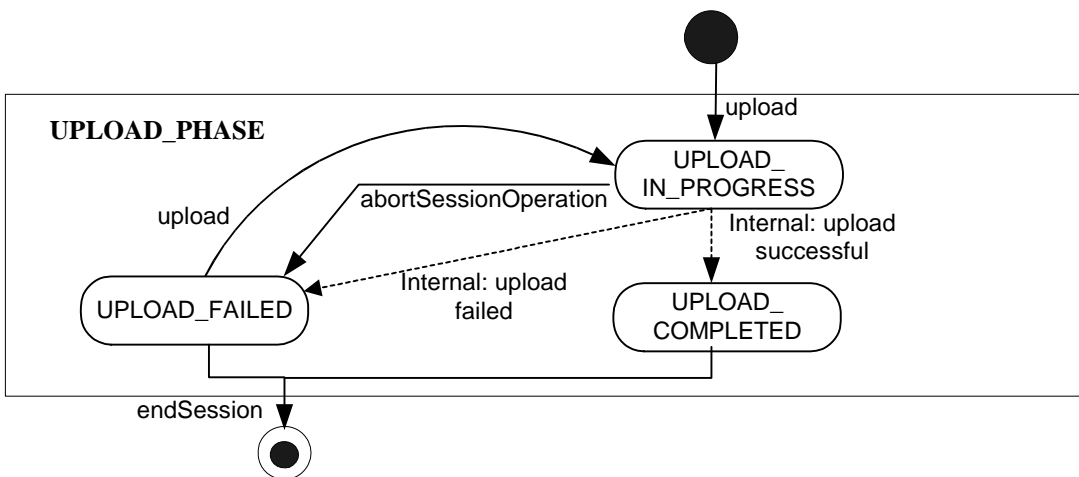 upload
UPLOAD_PHASE
UPLOAD_
IN_PROGRESS
abortSessionOperation
upload
Internal: upload
successful
Internal: upload
failed
UPLOAD_FAILED
UPLOAD_
COMPLETED
endSession